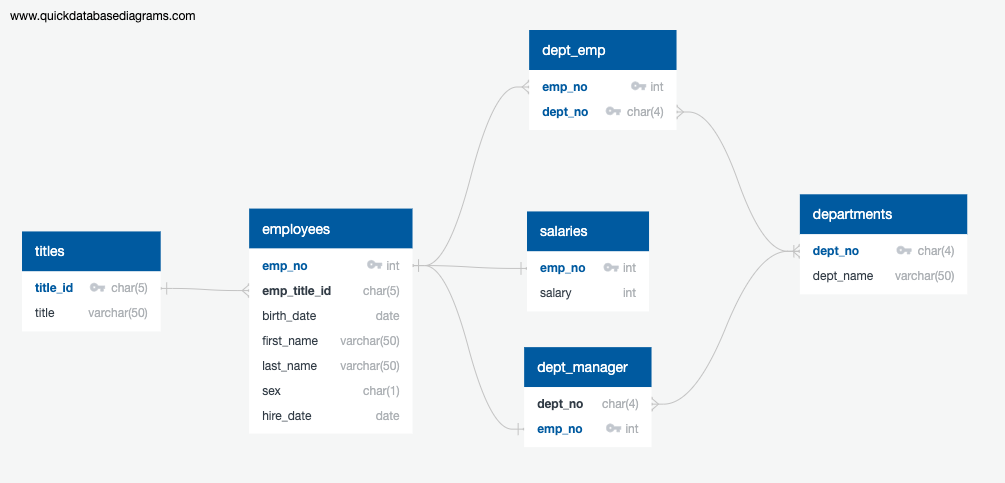 www.quickdatabasediagrams.com
dept_emp
emp_no int
dept_no char(4)
titles
title_id char(5)
title varchar(50)
employees
emp_no int
emp_title_id char(5)
birth_date date
first_name varchar(50)
last_name varchar(50)
sex char(1)
hire_date date
salaries
emp_no int
salary int
dept_manager
dept_no char(4)
emp_no int
departments
dept_no char(4)
dept_name varchar(50)